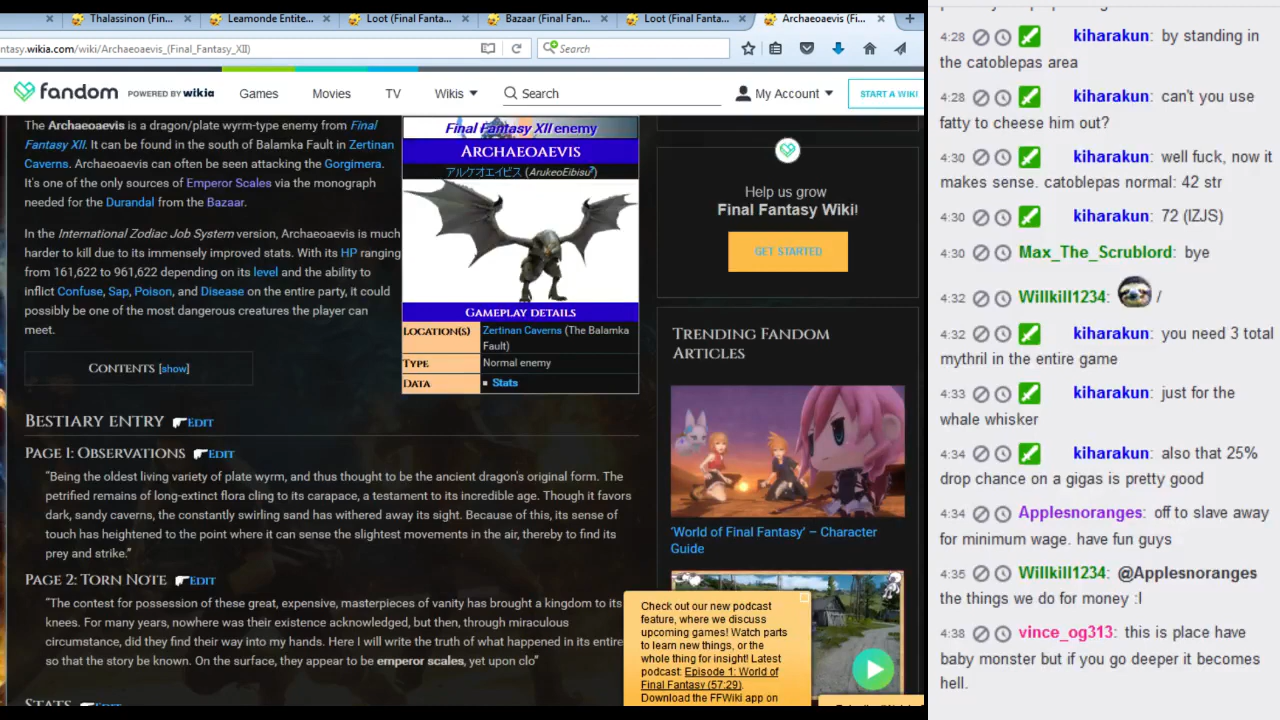 Thalassinon (Fin...
Leamonde Entite...
Loot (Final Fanta...
Bazaar (Final Fan...
Loot (Final Fanta...
Archaeoaevis (Fi...
ntasy.wikia.com/wiki/Archaeoaevis_(Final_Fantasy_XII)
Search
fandom POWERED BY wikia
Games
Movies
TV
Wikis
Search
My Account
START A WIKI
The Archaeoaevis is a dragon/plate wyrm-type enemy from Final
Fantasy XII. It can be found in the south of Balamka Fault in Zertinan
Caverns. Archaeoaevis can often be seen attacking the Gorgimera.
It's one of the only sources of Emperor Scales via the monograph
needed for the Durandal from the Bazaar.
In the International Zodiac Job System version, Archaeoaevis is much
harder to kill due to its immensely improved stats. With its HP ranging
from 161,622 to 961,622 depending on its level and the ability to
inflict Confuse, Sap, Poison, and Disease on the entire party, it could
possibly be one of the most dangerous creatures the player can
meet.
Contents [show]
Final Fantasy XII enemy
Archaeoaevis
アルケオエイビス (ArukeoEibisu?)
Gameplay details
Location(s)
Zertinan Caverns (The Balamka
Fault)
Type
Normal enemy
Data
Stats
Bestiary entry Edit
Page 1: Observations Edit
"Being the oldest living variety of plate wyrm, and thus thought to be the ancient dragon's original form. The
petrified remains of long-extinct flora cling to its carapace, a testament to its incredible age. Though it favors
dark, sandy caverns, the constantly swirling sand has withered away its sight. Because of this, its sense of
touch has heightened to the point where it can sense the slightest movements in the air, thereby to find its
prey and strike."
Page 2: Torn Note Edit
"The contest for possession of these great, expensive, masterpieces of vanity has brought a kingdom to its
knees. For many years, nowhere was their existence acknowledged, but then, through miraculous
circumstance, did they find their way into my hands. Here I will write the truth of what happened in its entire
so that the story be known. On the surface, they appear to be emperor scales, yet upon clo"
Stats Edit
Help us grow
Final Fantasy Wiki!
GET STARTED
Trending Fandom
Articles
'World of Final Fantasy' – Character
Guide
Check out our new podcast
feature, where we discuss
upcoming games! Watch parts
to learn new things, or the
whole thing for insight! Latest
podcast: Episode 1: World of
Final Fantasy (57:29).
Download the FFWiki app on
4:28 kiharakun: by standing in
the catoblepas area
4:28 kiharakun: can't you use
fatty to cheese him out?
4:30 kiharakun: well fuck, now it
makes sense. catoblepas normal: 42 str
4:30 kiharakun: 72 (IZJS)
4:30 Max_The_Scrublord: bye
4:32 Willkill1234: /
4:32 kiharakun: you need 3 total
mythril in the entire game
4:33 kiharakun: just for the
whale whisker
4:34 kiharakun: also that 25%
drop chance on a gigas is pretty good
4:34 Applesnoranges: off to slave away
for minimum wage. have fun guys
4:35 Willkill1234: @Applesnoranges
the things we do for money :l
4:38 vince_og313: this is place have
baby monster but if you go deeper it becomes
hell.